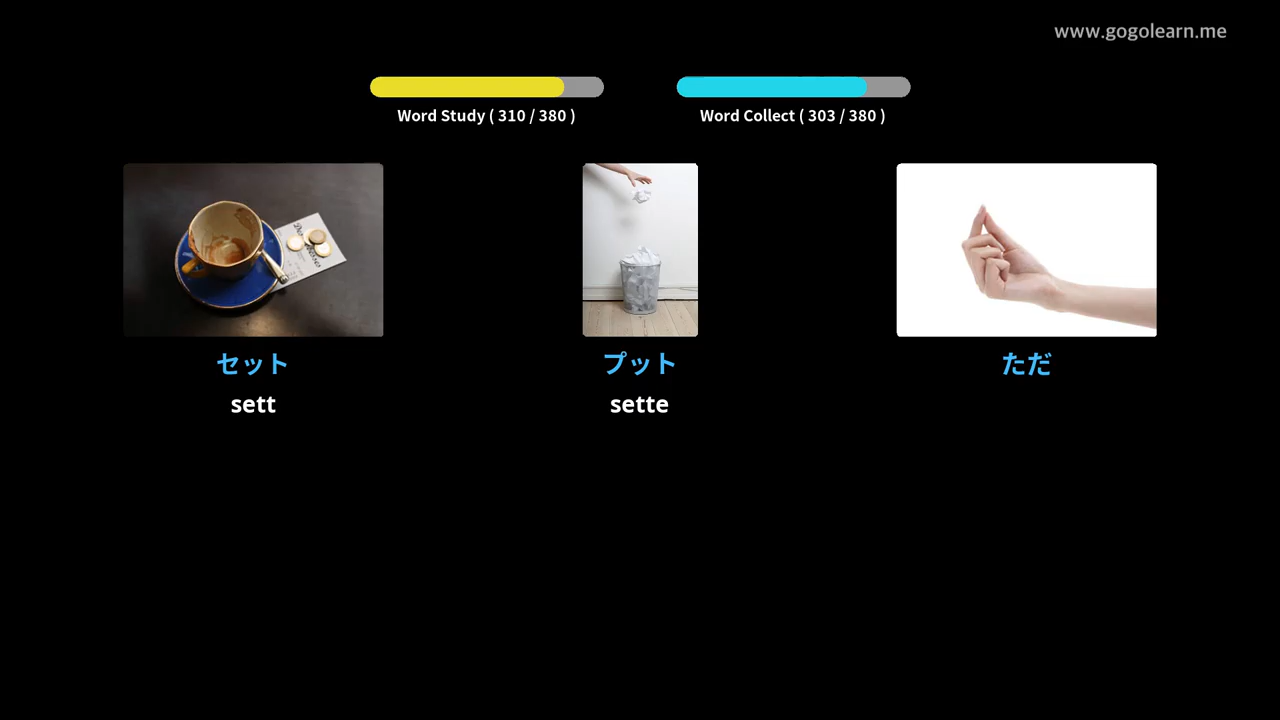 www.gogolearn.me
Word Study ( 310 / 380 )
Word Collect ( 303 / 380 )
セット
プット
ただ
sett
sette